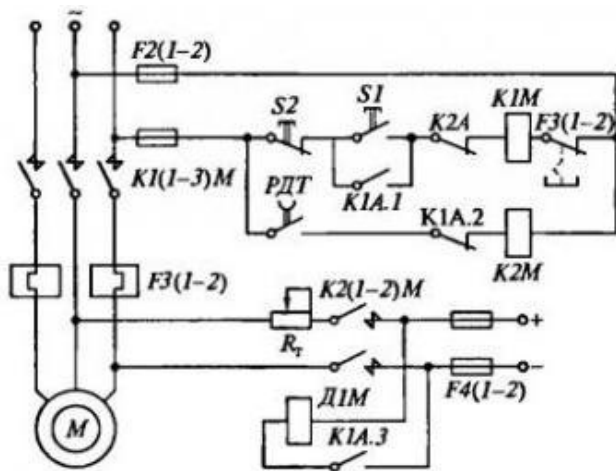 ~
F2(1–2)
S2
S1
K2A
K1M
F3(1–2)
K1(1–3)M
РДТ
K1A.1
K1A.2
K2M
F3(1–2)
K2(1–2)M
Rт
+
–
F4(1–2)
Д1M
K1A.3
M